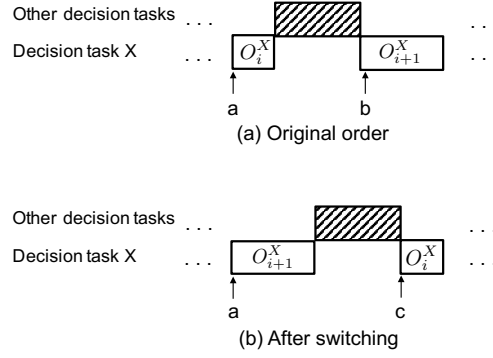 Other decision tasks . . . . .
Decision task X . . . $O_i^X$ $O_{i+1}^X$ . .
a b
(a) Original order
Other decision tasks . . . . .
Decision task X . . . $O_{i+1}^X$ $O_i^X$ . .
a c
(b) After switching